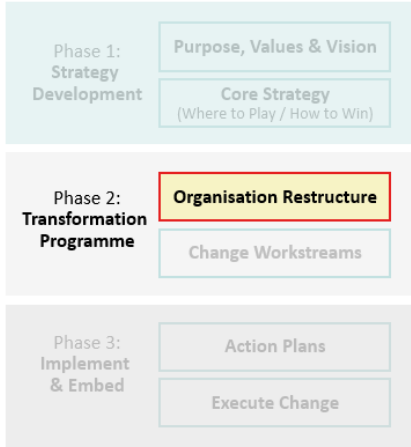 Phase 1:
Strategy
Development
Purpose, Values & Vision
Core Strategy
(Where to Play / How to Win)
Phase 2:
Transformation
Programme
Organisation Restructure
Change Workstreams
Phase 3:
Implement
& Embed
Action Plans
Execute Change